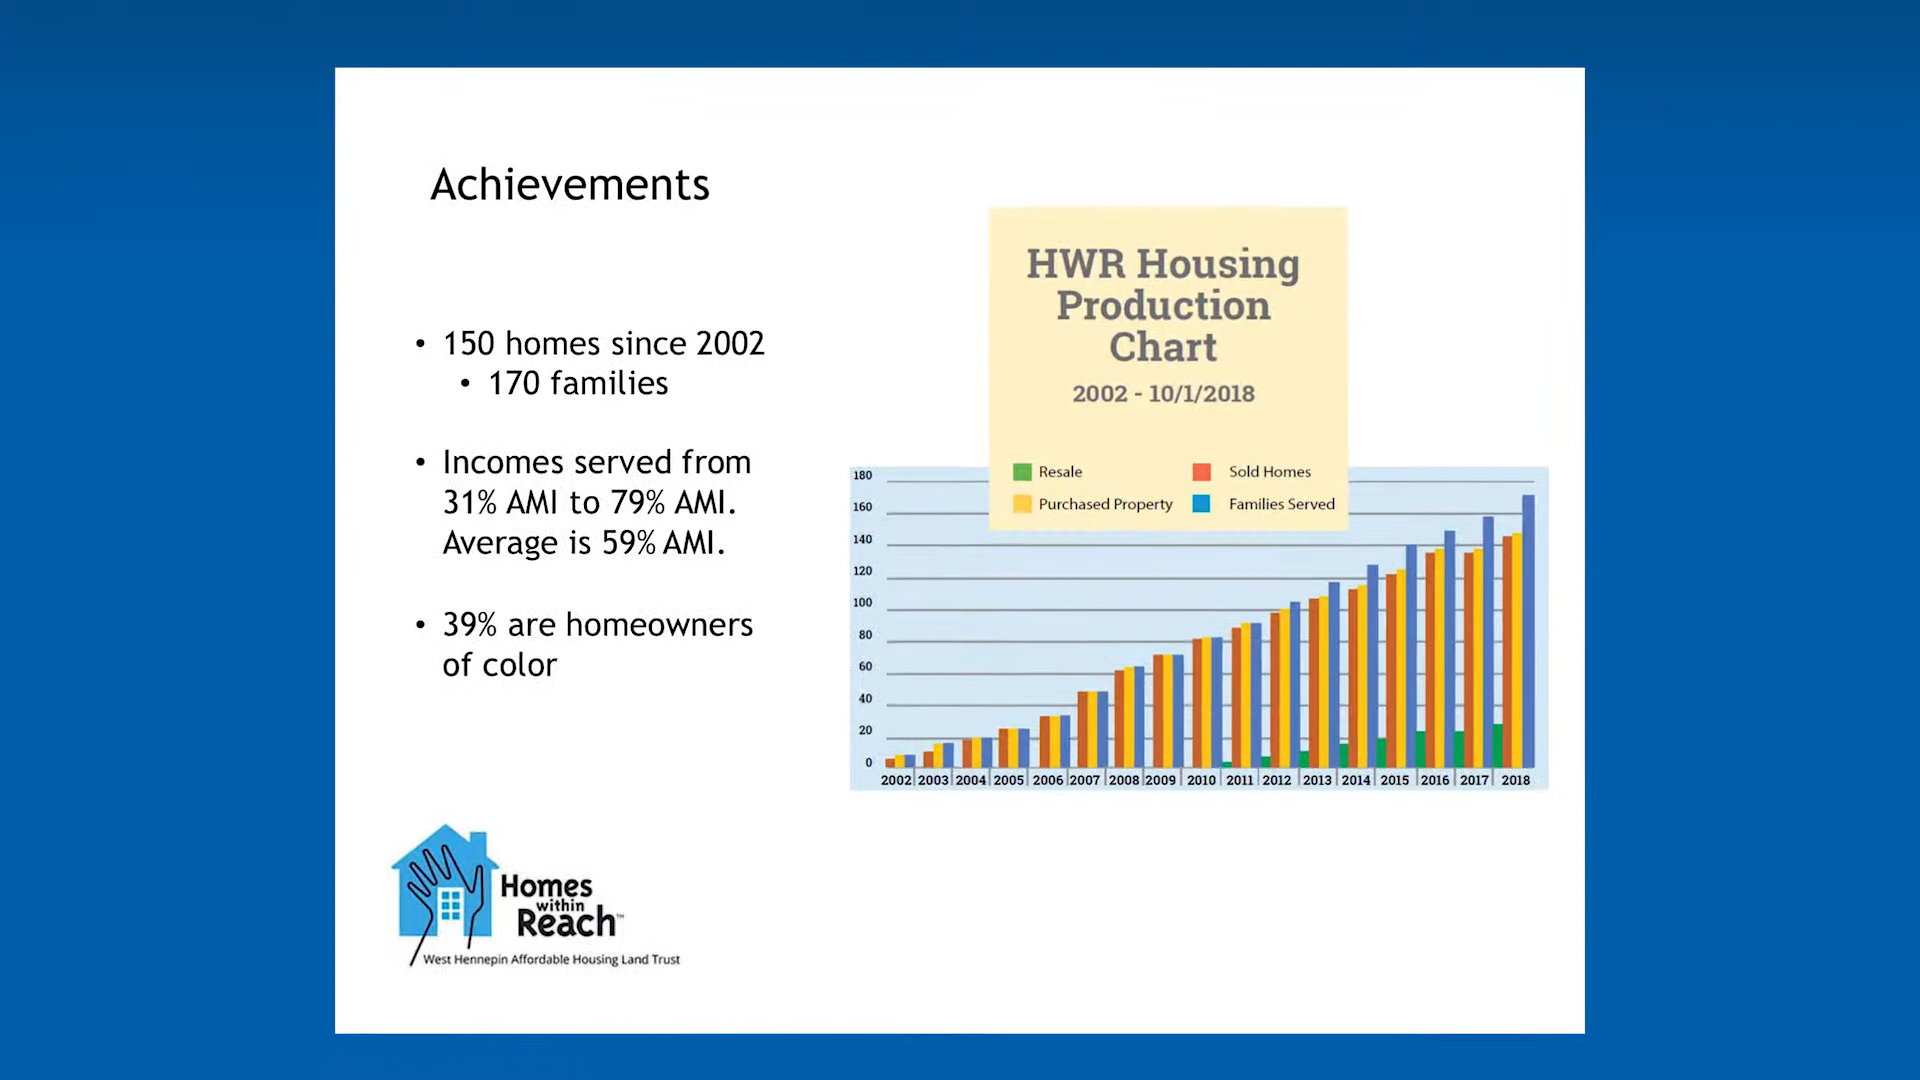 Achievements
• 150 homes since 2002
• 170 families
• Incomes served from
31% AMI to 79% AMI.
Average is 59% AMI.
• 39% are homeowners
of color
HWR Housing
Production
Chart
2002 - 10/1/2018
Resale
Sold Homes
Purchased Property
Families Served
180
160
140
120
100
80
60
40
20
0
2002 2003 2004 2005 2006 2007 2008 2009 2010 2011 2012 2013 2014 2015 2016 2017 2018
Homes
within
Reach™
West Hennepin Affordable Housing Land Trust